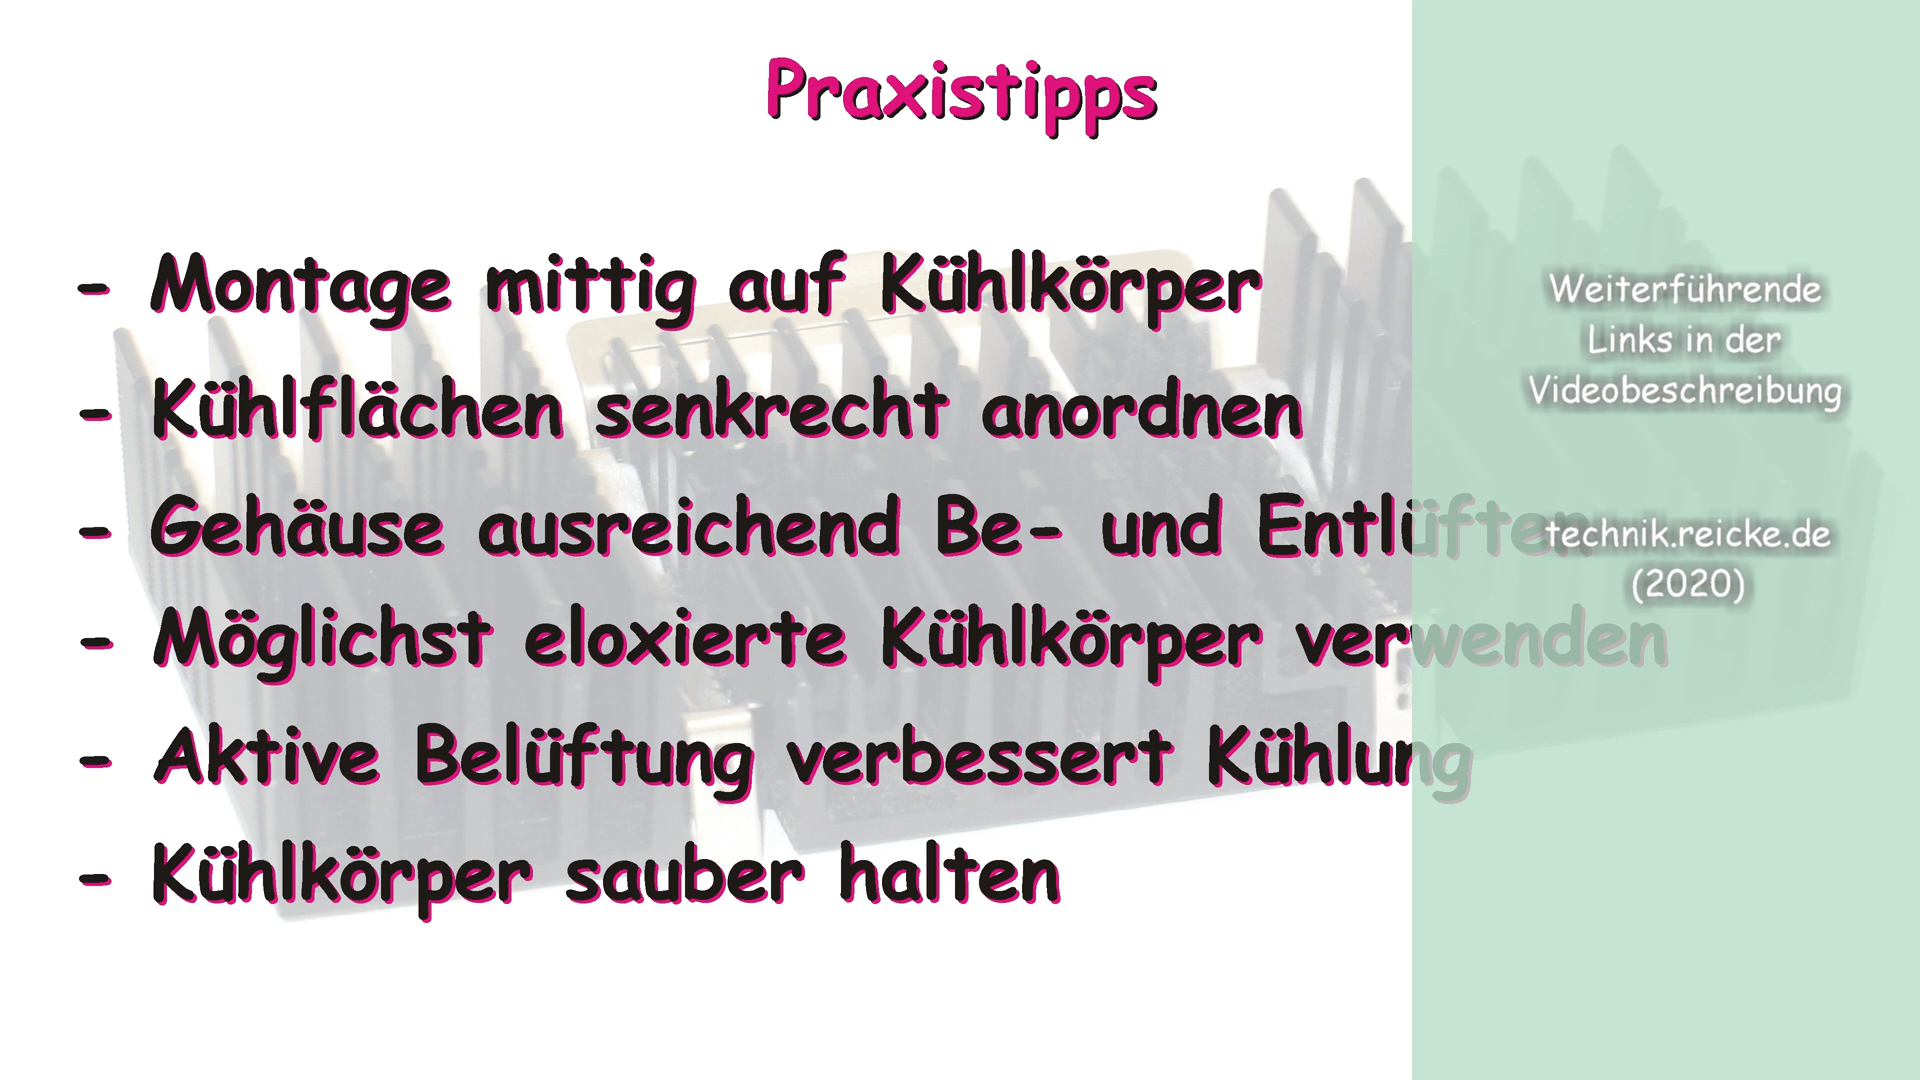 Praxistipps
- Montage mittig auf Kühlkörper
- Kühlflächen senkrecht anordnen
- Gehäuse ausreichend Be- und Entlüften
- Möglichst eloxierte Kühlkörper verwenden
- Aktive Belüftung verbessert Kühlung
- Kühlkörper sauber halten
Weiterführende
Links in der
Videobeschreibung
technik.reicke.de
(2020)